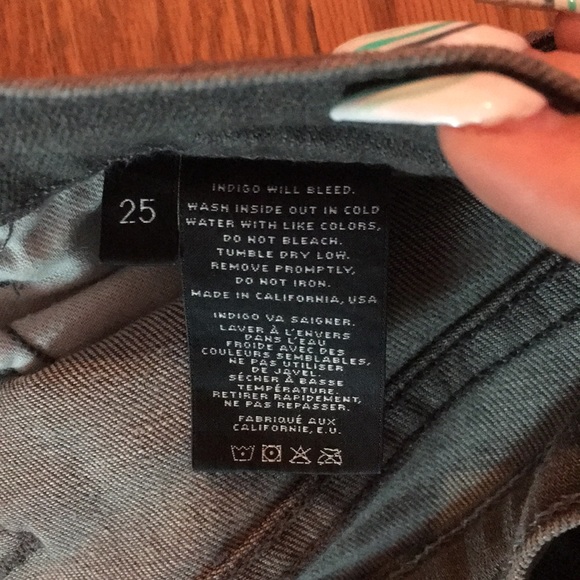 25
INDIGO WILL BLEED.
WASH INSIDE OUT IN COLD
WATER WITH LIKE COLORS,
DO NOT BLEACH.
TUMBLE DRY LOW.
REMOVE PROMPTLY,
DO NOT IRON.
MADE IN CALIFORNIA, USA
INDIGO VA SAIGNER.
LAVER À L'ENVERS
DANS L'EAU
FROIDE AVEC DES
COULEURS SEMBLABLES,
NE PAS UTILISER
DE JAVEL.
SÉCHER À BASSE
TEMPÉRATURE.
RETIRER RAPIDEMENT,
NE PAS REPASSER.
FABRIQUÉ AUX
CALIFORNIE, E.U.